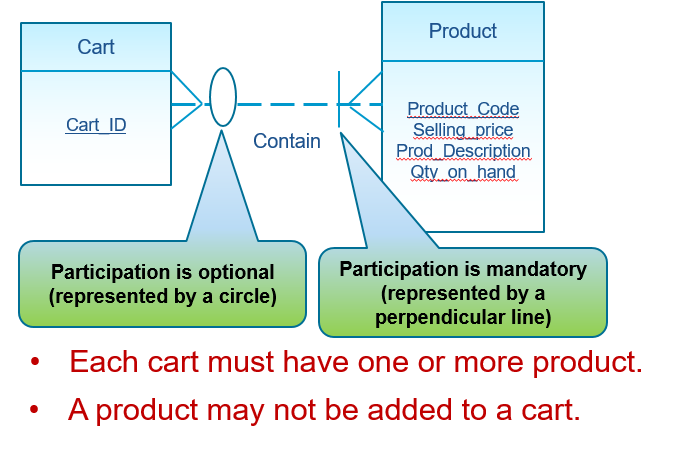 Cart
Product
Cart_ID
Product_Code
Selling_price
Prod_Description
Qty_on_hand
Contain
Participation is optional
(represented by a circle)
Participation is mandatory
(represented by a
perpendicular line)
• Each cart must have one or more product.
• A product may not be added to a cart.